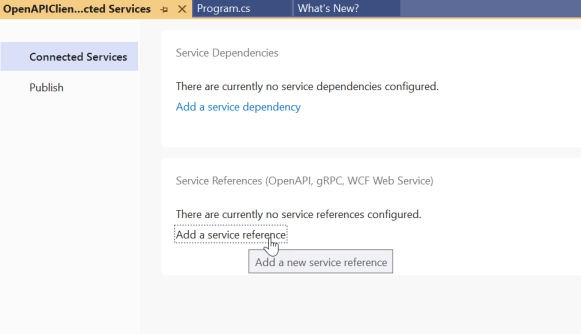 OpenAPIClien...cted Services
Program.cs
What's New?
Connected Services
Publish
Service Dependencies
There are currently no service dependencies configured.
Add a service dependency
Service References (OpenAPI, gRPC, WCF Web Service)
There are currently no service references configured.
Add a service reference
Add a new service reference